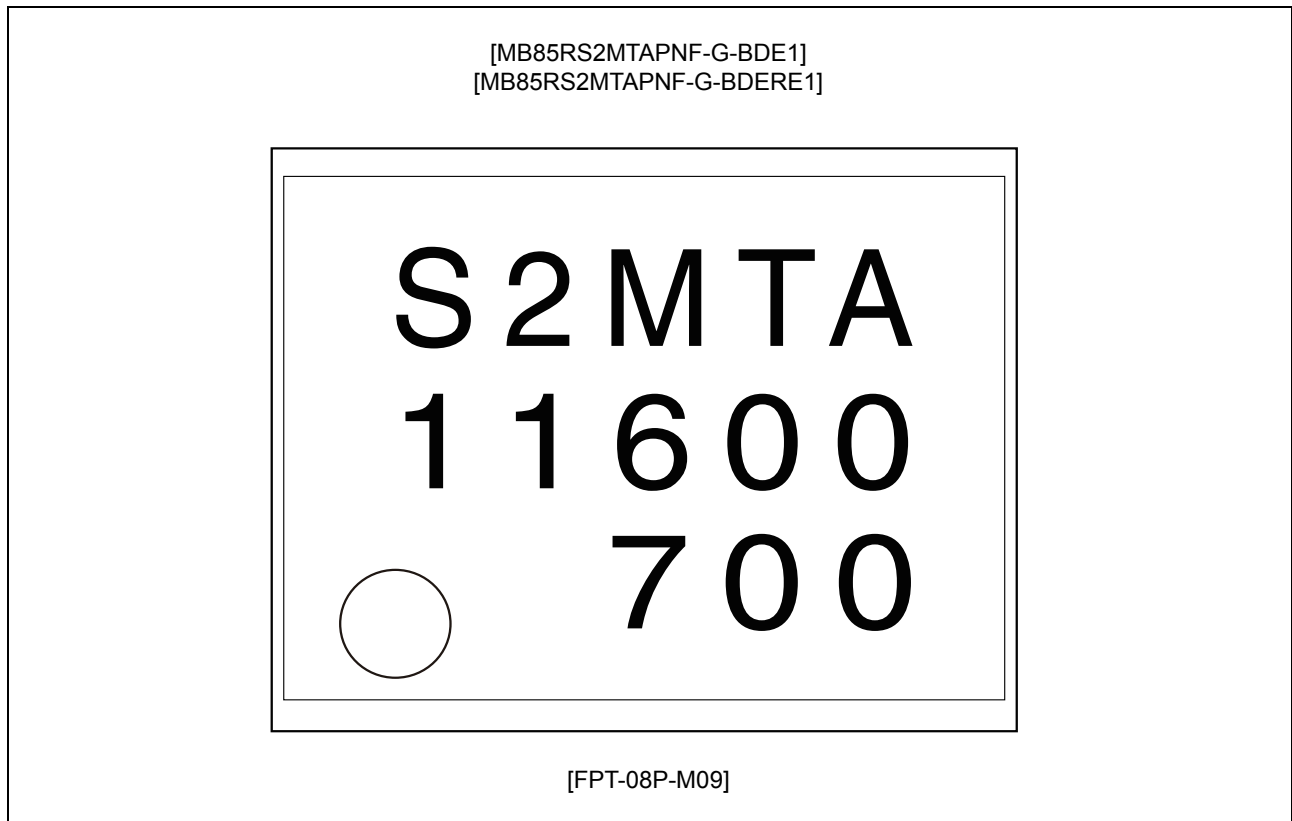 [MB85RS2MTAPNF-G-BDE1]
[MB85RS2MTAPNF-G-BDERE1]
S2MTA
11600
700
[FPT-08P-M09]